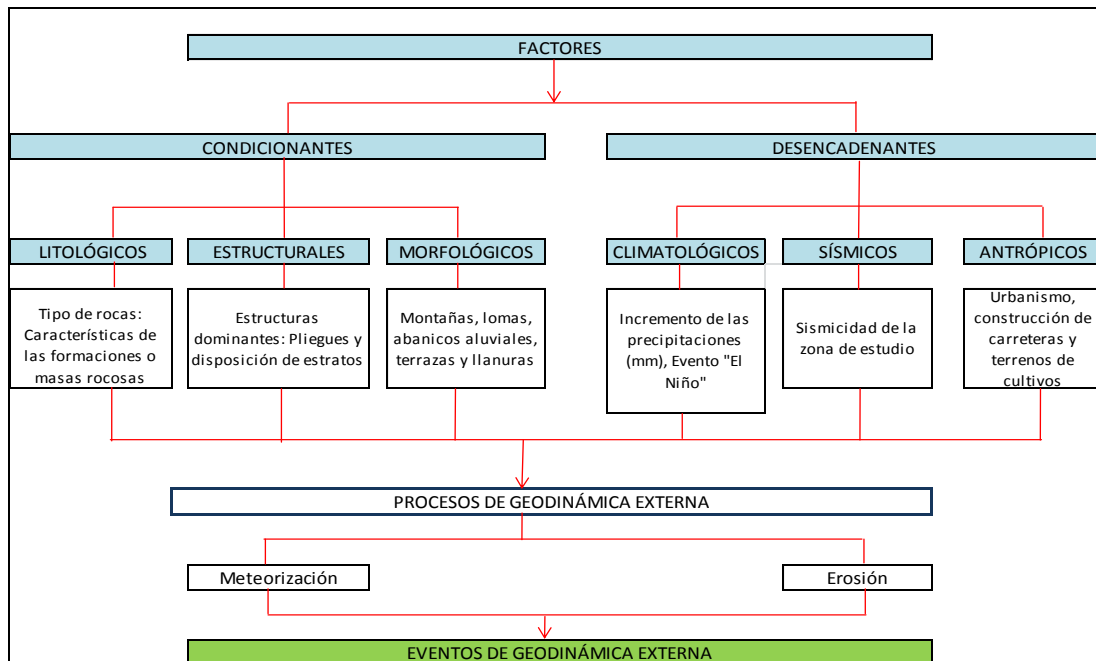 FACTORES
CONDICIONANTES
DESENCADENANTES
LITOLÓGICOS
ESTRUCTURALES
MORFOLÓGICOS
CLIMATOLÓGICOS
SÍSMICOS
ANTRÓPICOS
Tipo de rocas:
Características de
las formaciones o
masas rocosas
Estructuras
dominantes: Pliegues y
disposición de estratos
Montañas, lomas,
abanicos aluviales,
terrazas y llanuras
Incremento de las
precipitaciones
(mm), Evento "El
Niño"
Sismicidad de la
zona de estudio
Urbanismo,
construcción de
carreteras y
terrenos de
cultivos
PROCESOS DE GEODINÁMICA EXTERNA
Meteorización
Erosión
EVENTOS DE GEODINÁMICA EXTERNA